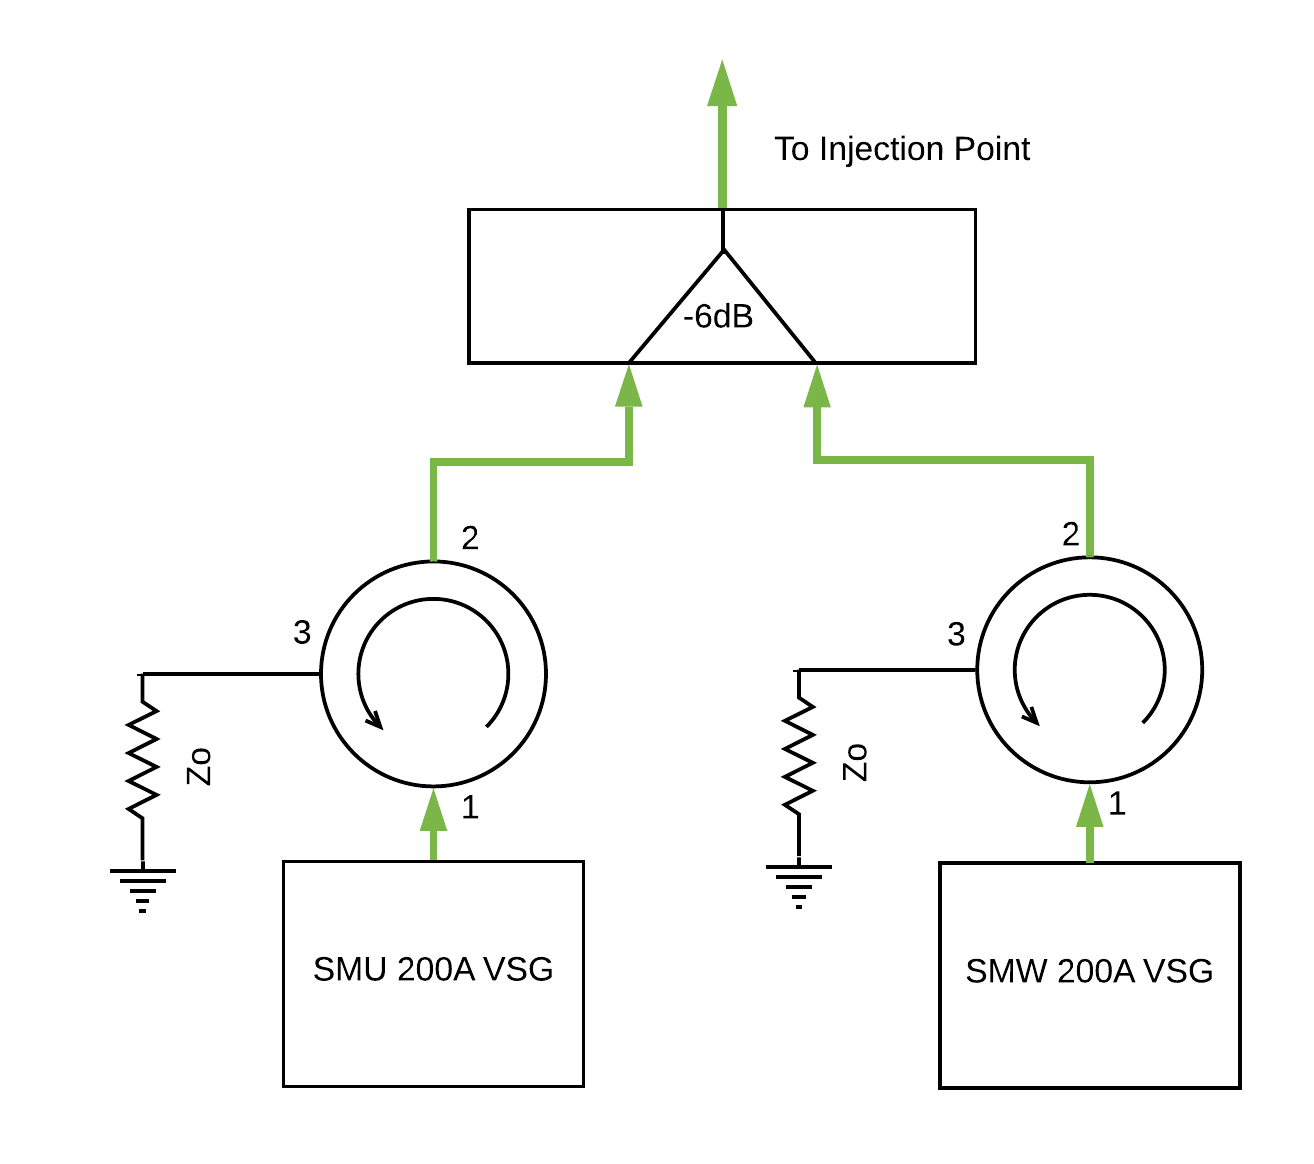 To Injection Point
-6dB
2
2
3
3
Zo
Zo
1
1
SMU 200A VSG
SMW 200A VSG